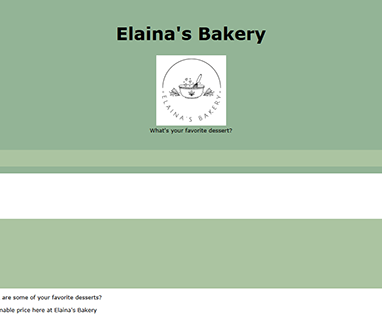 Elaina's Bakery
ELAINA'S BAKERY
What's your favorite dessert?
are some of your favorite desserts?
nable price here at Elaina's Bakery